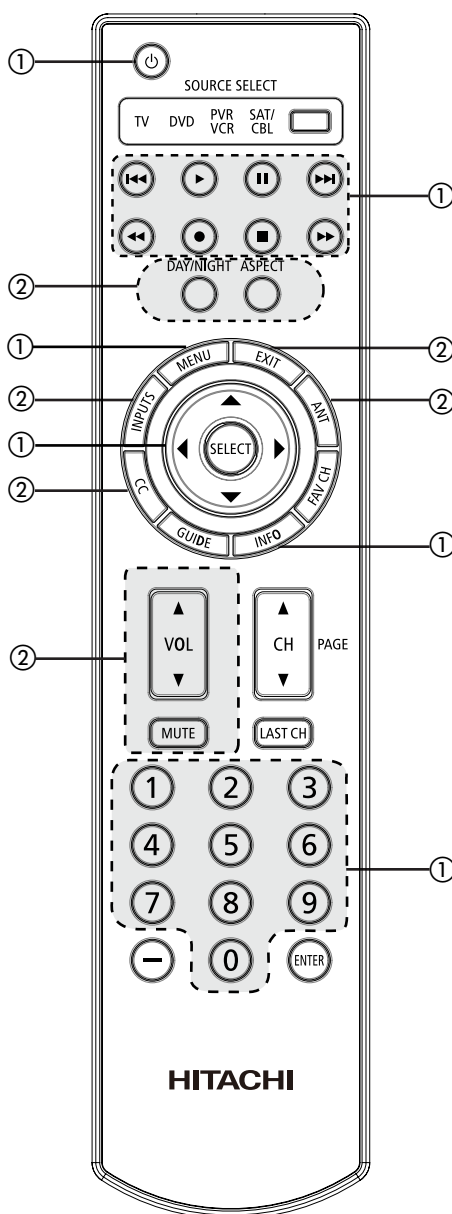 ①
SOURCE SELECT
TV DVD PVR VCR SAT/ CBL
①
DAY/NIGHT ASPECT
②
① MENU EXIT ②
② INPUTS ANT ②
① SELECT
② CC FAV CH
GUIDE INFO ①
② VOL CH PAGE
MUTE LAST CH
1 2 3
4 5 6 ①
7 8 9
0 ENTER
HITACHI